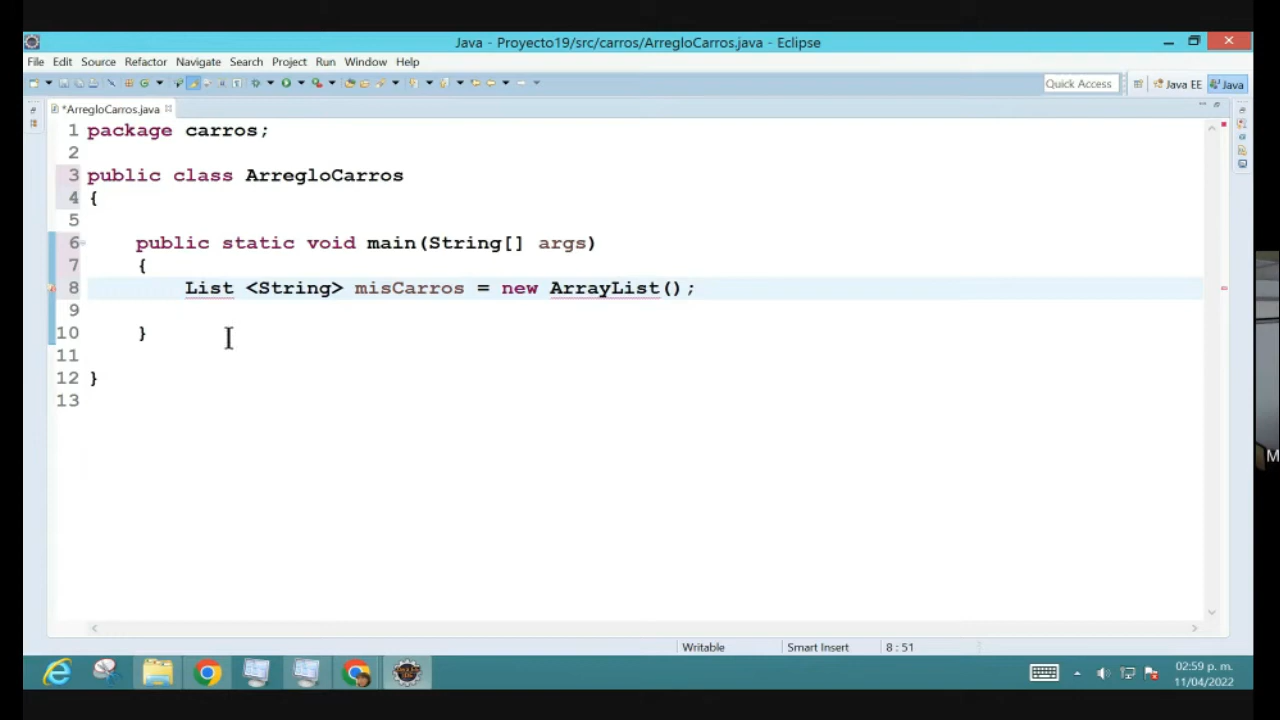 Java - Proyecto19/src/carros/ArregloCarros.java - Eclipse
File Edit Source Refactor Navigate Search Project Run Window Help
Quick Access Java EE Java
*ArregloCarros.java
1 package carros;
2
3 public class ArregloCarros
4 {
5
6 public static void main(String[] args)
7 {
8 List <String> misCarros = new ArrayList();
9
10 }
11
12 }
13
M
Writable Smart Insert 8 : 51
02:59 p. m.
11/04/2022